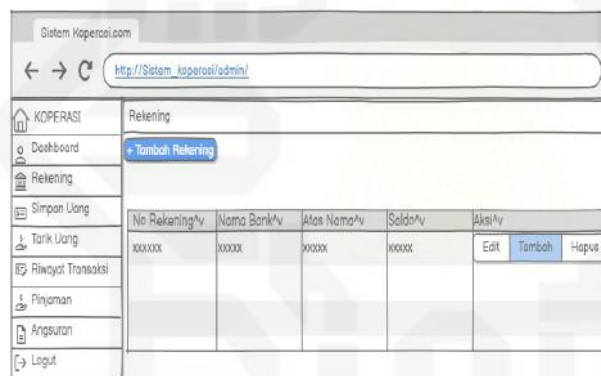 Sistem Koperasi.com
http://Sistem_koperasi/admin/
KOPERASI
Dashboard
Rekening
Simpan Uang
Tarik Uang
Riwayat Transaksi
Pinjaman
Angsuran
Logut
Rekening
+ Tambah Rekening
No Rekening^v Nama Bank^v Atas Nama^v Saldo^v Aksi^v
xxxxxx xxxxx xxxxx xxxxx Edit Tambah Hapus